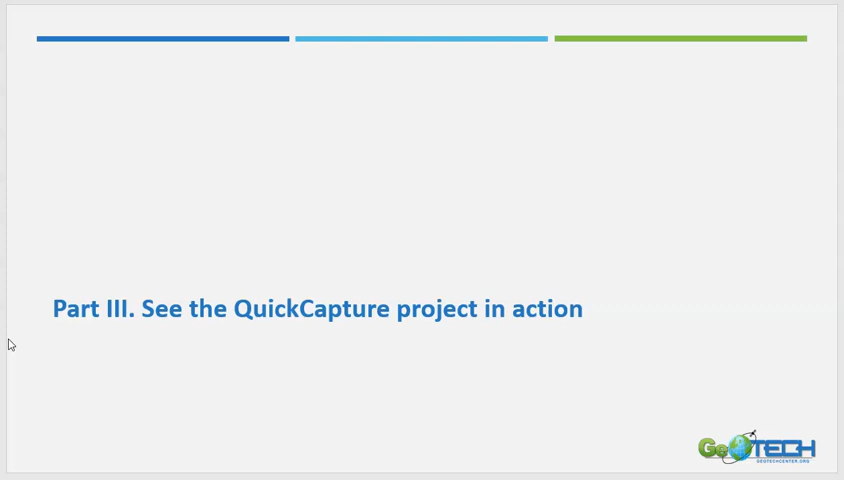 Part III. See the QuickCapture project in action
GeoTECH
GEOTECHCENTER.ORG